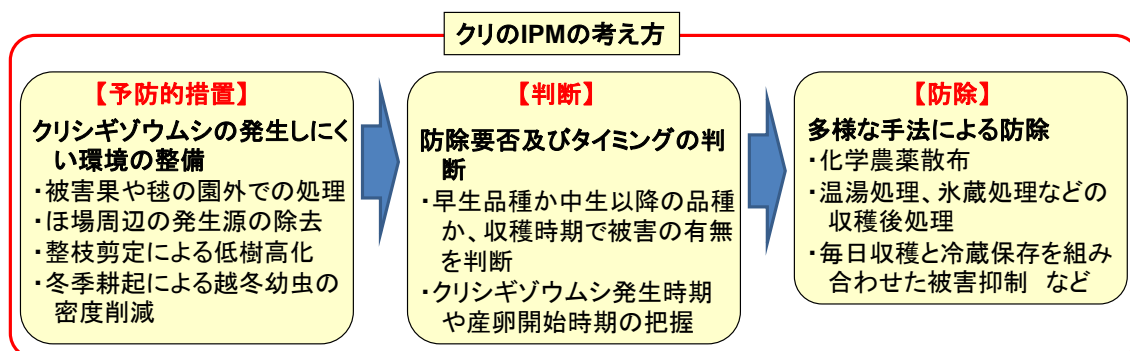 クリのIPMの考え方
【予防的措置】
クリシギゾウムシの発生しにく
い環境の整備
・被害果や毬の園外での処理
・ほ場周辺の発生源の除去
・整枝剪定による低樹高化
・冬季耕起による越冬幼虫の
密度削減
【判断】
防除要否及びタイミングの判
断
・早生品種か中生以降の品種
か、収穫時期で被害の有無
を判断
・クリシギゾウムシ発生時期
や産卵開始時期の把握
【防除】
多様な手法による防除
・化学農薬散布
・温湯処理、氷蔵処理などの
収穫後処理
・毎日収穫と冷蔵保存を組み
合わせた被害抑制 など